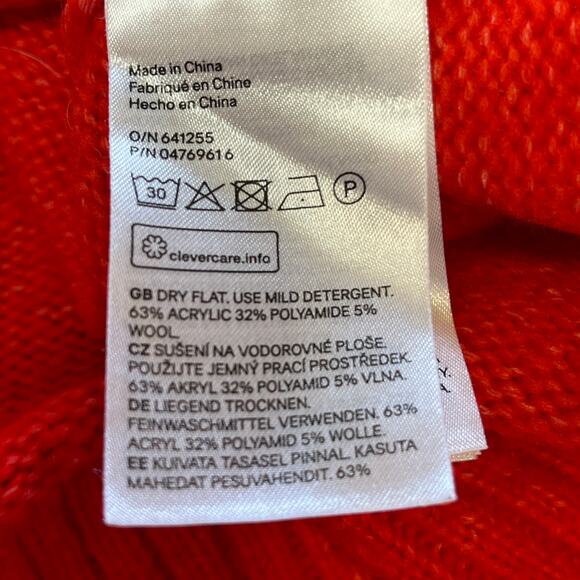 Made in China
Fabriqué en Chine
Hecho en China
O/N 641255
P/N 04769616
30 P
clevercare.info
GB DRY FLAT. USE MILD DETERGENT.
63% ACRYLIC 32% POLYAMIDE 5%
WOOL
CZ SUŠENÍ NA VODOROVNÉ PLOŠE.
POUŽIJTE JEMNÝ PRACÍ PROSTŘEDEK.
63% AKRYL 32% POLYAMID 5% VLNA.
DE LIEGEND TROCKNEN.
FEINWASCHMITTEL VERWENDEN. 63%
ACRYL 32% POLYAMID 5% WOLLE.
EE KUIVATA TASASEL PINNAL. KASUTA
MAHEDAT PESUVAHENDIT. 63%